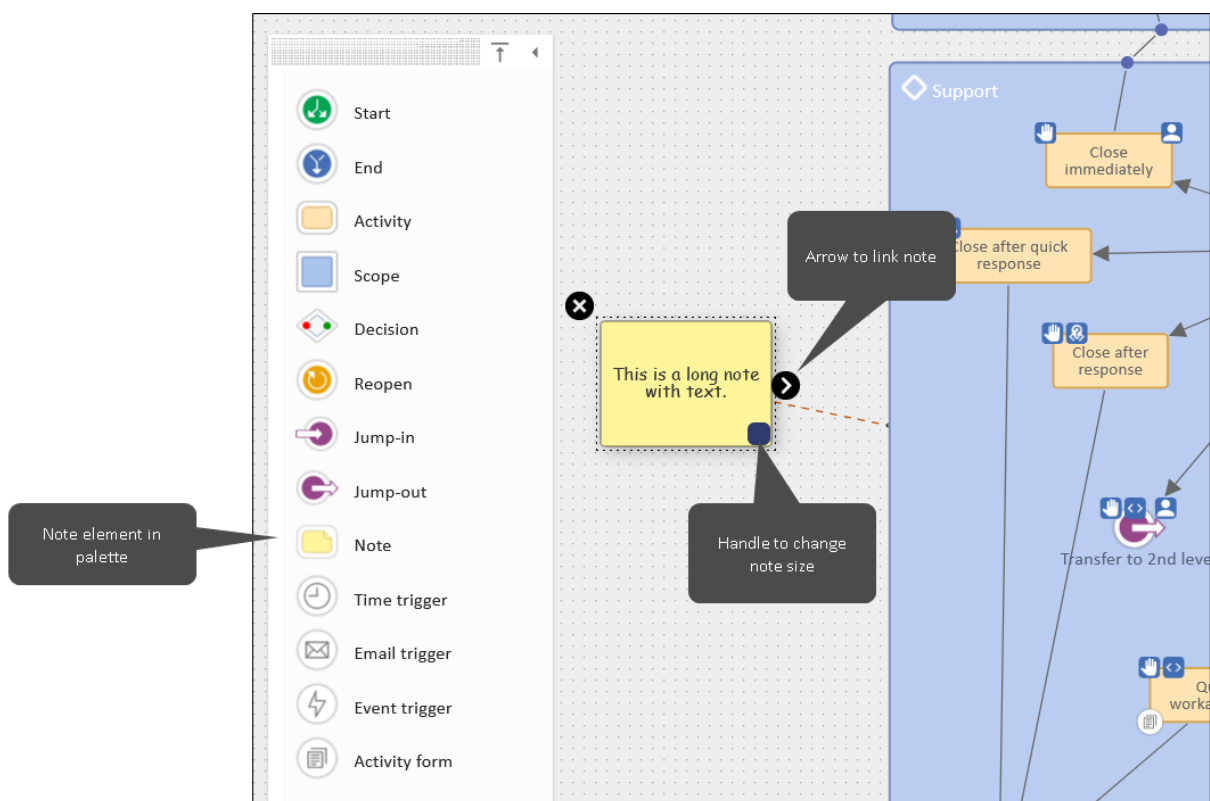 Start
End
Activity
Scope
Decision
Reopen
Jump-in
Jump-out
Note
Time trigger
Email trigger
Event trigger
Activity form
Note element in
palette
This is a long note
with text.
Arrow to link note
Handle to change
note size
Support
Close
immediately
Close after quick
response
Close after
response
Transfer to 2nd leve